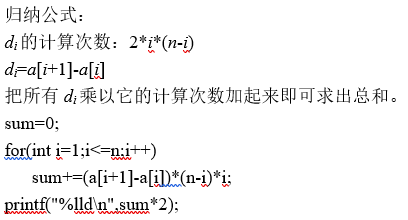 归纳公式：
di的计算次数：2*i*(n-i)
di=a[i+1]-a[i]
把所有di乘以它的计算次数加起来即可求出总和。
sum=0;
for(int i=1;i<=n;i++)
sum+=(a[i+1]-a[i])*(n-i)*i;
printf("%lld\n",sum*2);